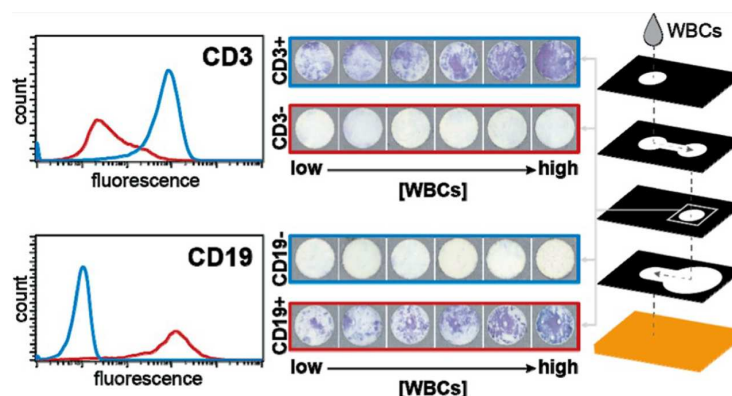 CD3
count
fluorescence
CD3+
CD3-
low
high
[WBCs]
WBCs
CD19
count
fluorescence
CD19-
CD19+
low
high
[WBCs]